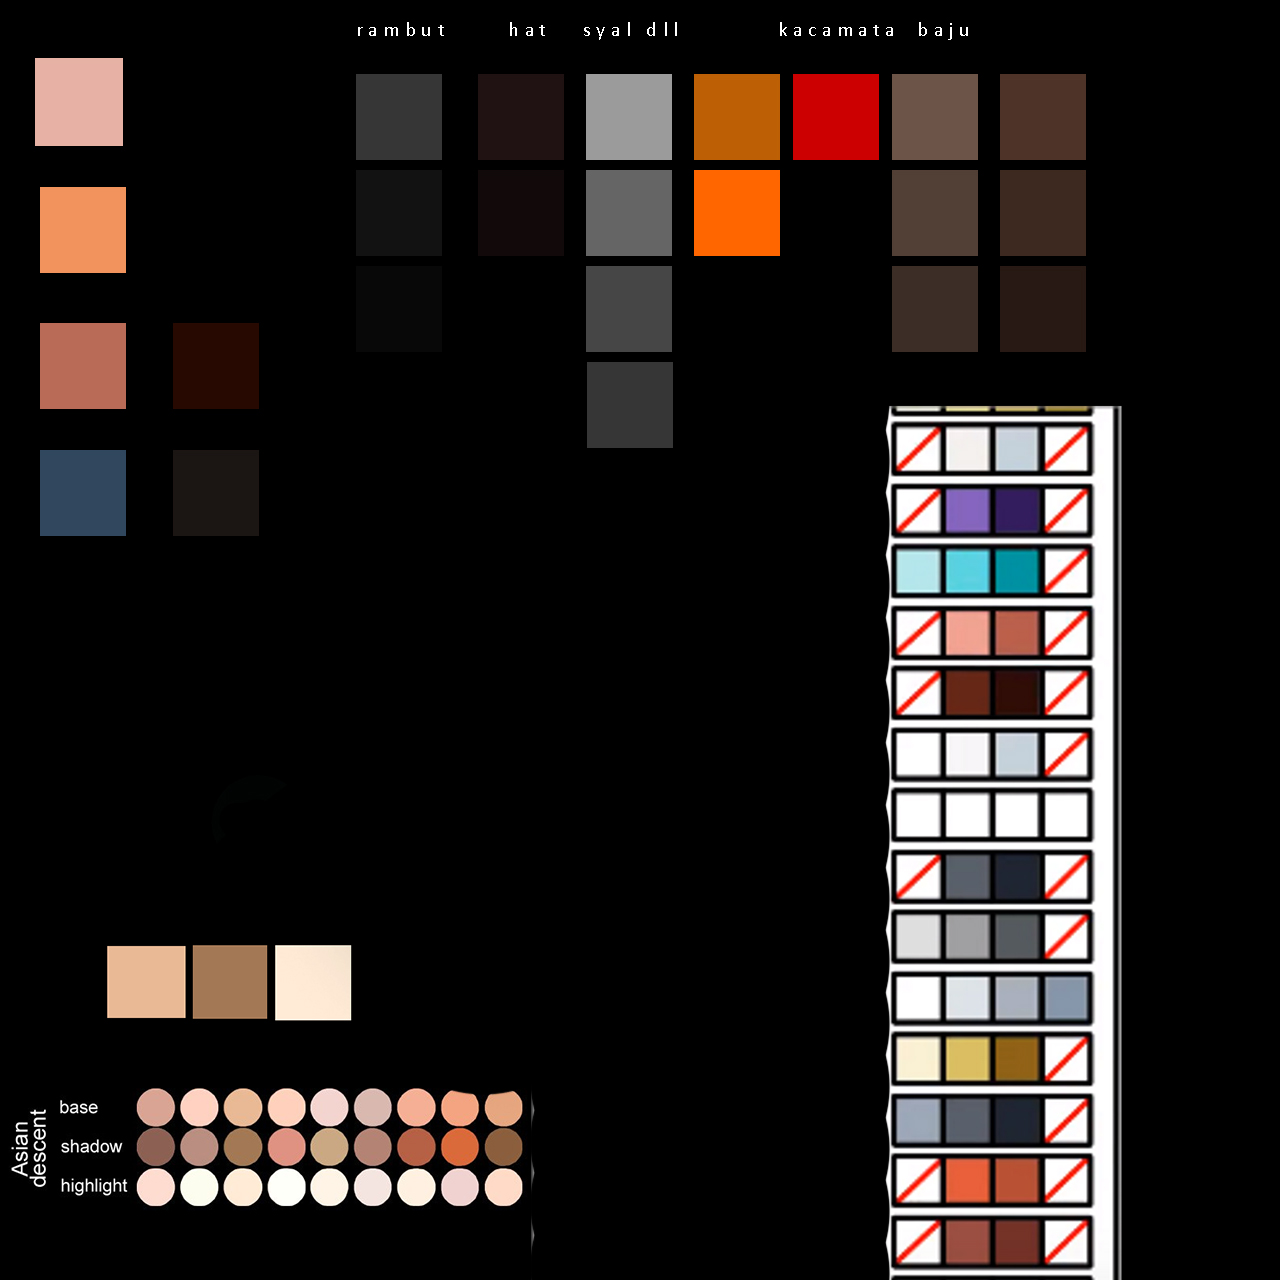 rambut hat syal dll kacamata baju
Asian descent
base
shadow
highlight